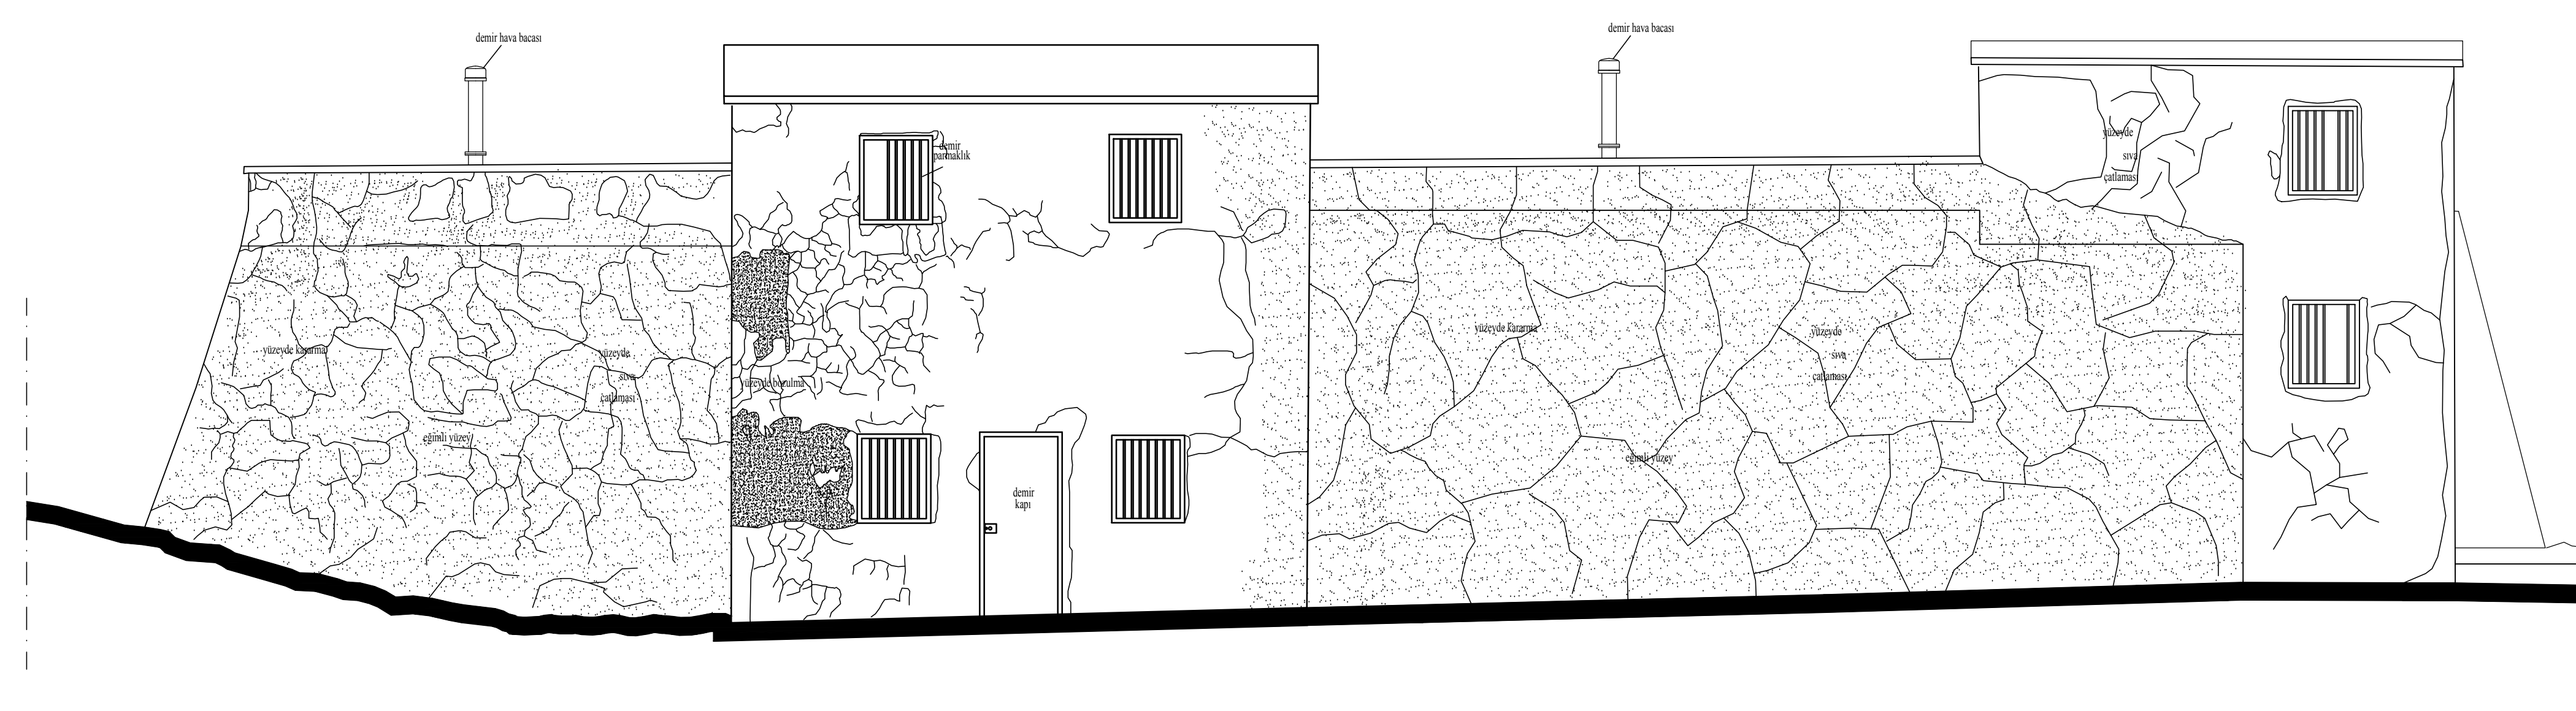 demir hava bacası
demir hava bacası
demir
parmaklık
yüzeyde
sıva
çatlaması
yüzeyde kararma
yüzeyde
sıva
çatlaması
eğimli yüzey
yüzeyde bozulma
demir
kapı
yüzeyde kararma
yüzeyde
sıva
çatlaması
eğimli yüzey